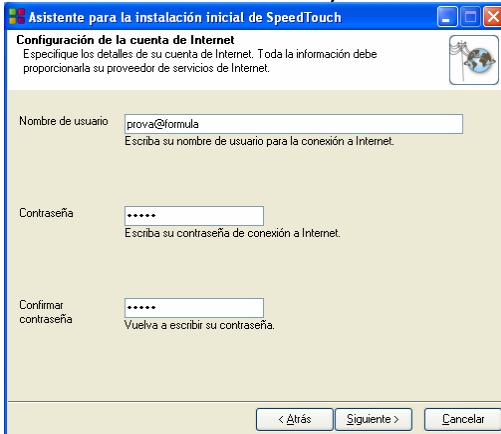 Asistente para la instalación inicial de SpeedTouch
Configuración de la cuenta de Internet
Especifique los detalles de su cuenta de Internet. Toda la información debe
proporcionarla su proveedor de servicios de Internet.
Nombre de usuario
prova@formula
Escriba su nombre de usuario para la conexión a Internet.
Contraseña
•••••
Escriba su contraseña de conexión a Internet.
Confirmar
contraseña
•••••
Vuelva a escribir su contraseña.
< Atrás
Siguiente >
Cancelar